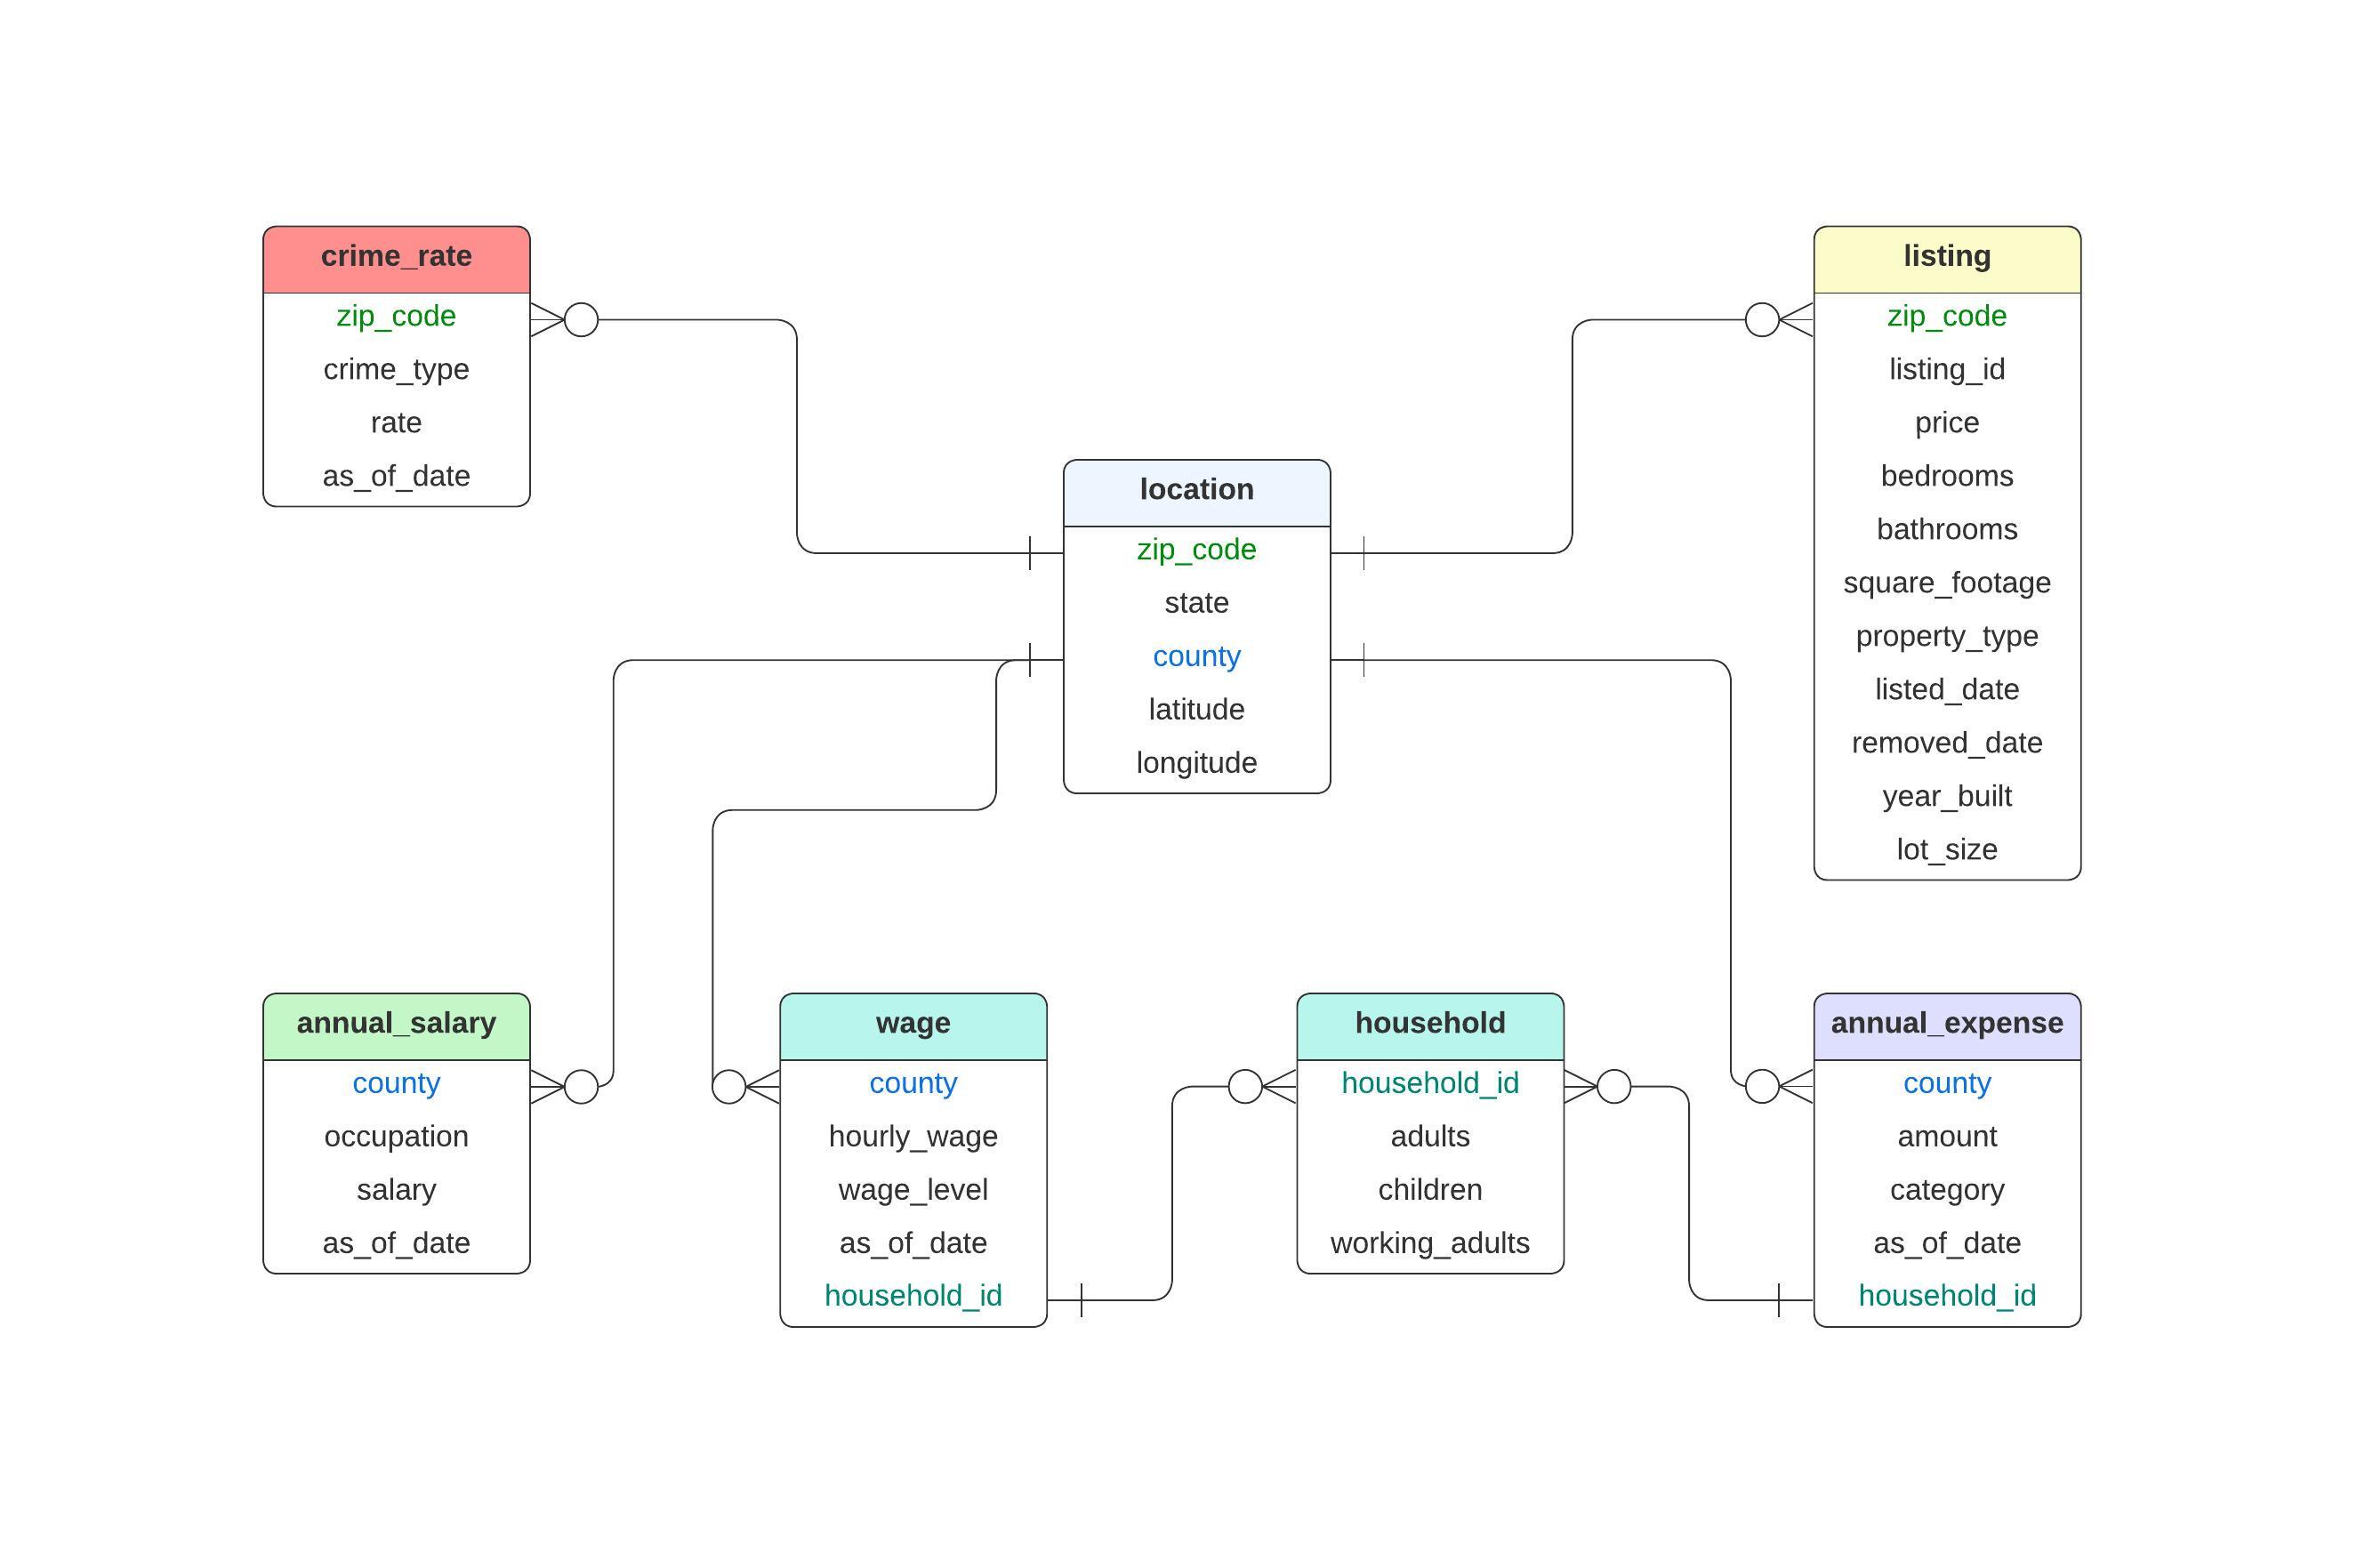 crime_rate
zip_code
crime_type
rate
as_of_date
listing
zip_code
listing_id
price
bedrooms
bathrooms
square_footage
property_type
listed_date
removed_date
year_built
lot_size
location
zip_code
state
county
latitude
longitude
annual_salary
county
occupation
salary
as_of_date
wage
county
hourly_wage
wage_level
as_of_date
household_id
household
household_id
adults
children
working_adults
annual_expense
county
amount
category
as_of_date
household_id